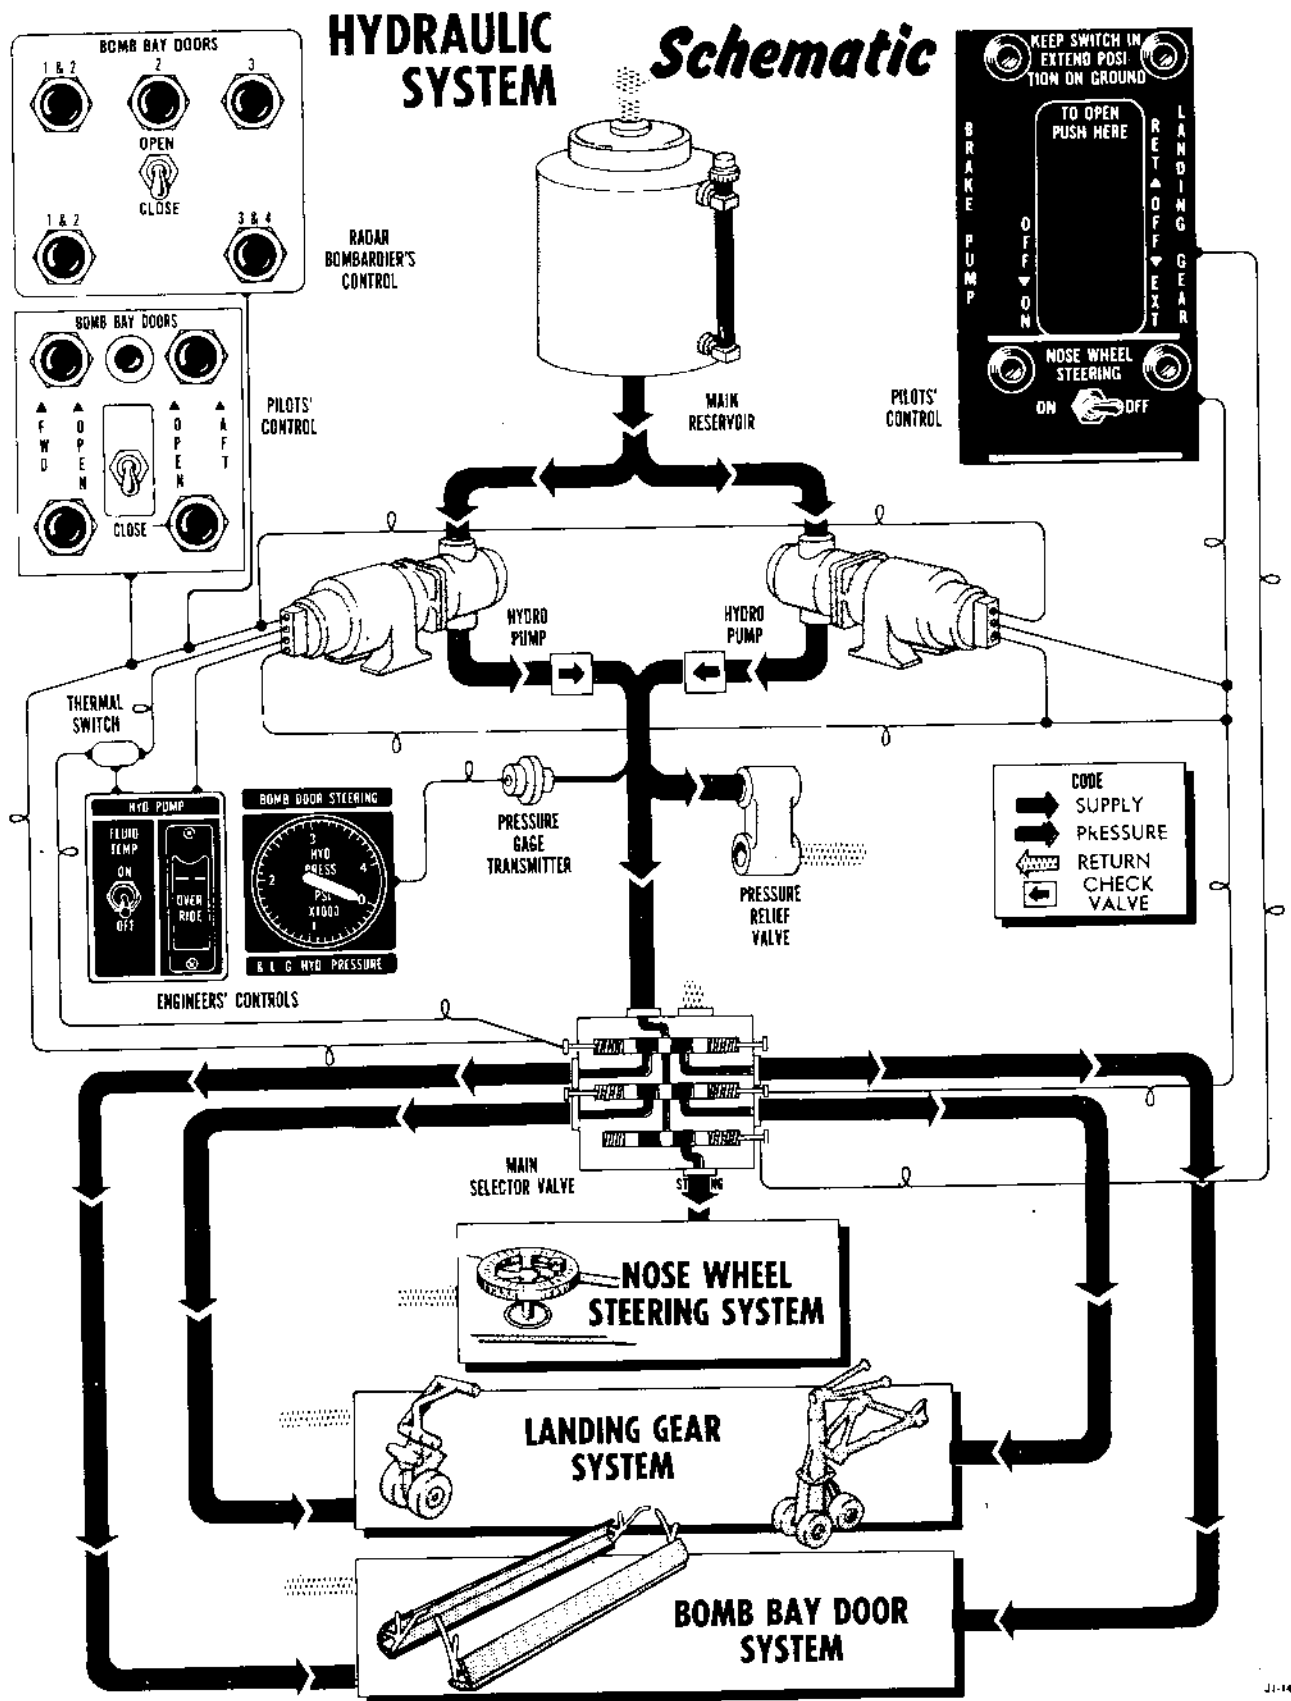 HYDRAULIC
SYSTEM
Schematic
BOMB BAY DOORS
1 & 2
2
3
OPEN
CLOSE
1 & 2
3 & 4
RADAR
BOMBARDIER'S
CONTROL
BOMB BAY DOORS
FWD
OPEN
OPEN
AFT
CLOSE
PILOTS'
CONTROL
MAIN
RESERVOIR
KEEP SWITCH IN
EXTEND POSI-
TION ON GROUND
TO OPEN
PUSH HERE
BRAKE PUMP
OFF ▼ ON
RET ▲ OFF ▼ EXT
LANDING GEAR
NOSE WHEEL
STEERING
ON
OFF
PILOTS'
CONTROL
HYDRO
PUMP
HYDRO
PUMP
THERMAL
SWITCH
HYD PUMP
FLUID
TEMP
ON
OFF
OVER
RIDE
BOMB DOOR STEERING
3
HYD
PRESS
2
4
PSI
X1000
1
0
& L G HYD PRESSURE
ENGINEERS' CONTROLS
PRESSURE
GAGE
TRANSMITTER
PRESSURE
RELIEF
VALVE
CODE
SUPPLY
PRESSURE
RETURN
CHECK
VALVE
MAIN
SELECTOR VALVE
NOSE WHEEL
STEERING SYSTEM
LANDING GEAR
SYSTEM
BOMB BAY DOOR
SYSTEM